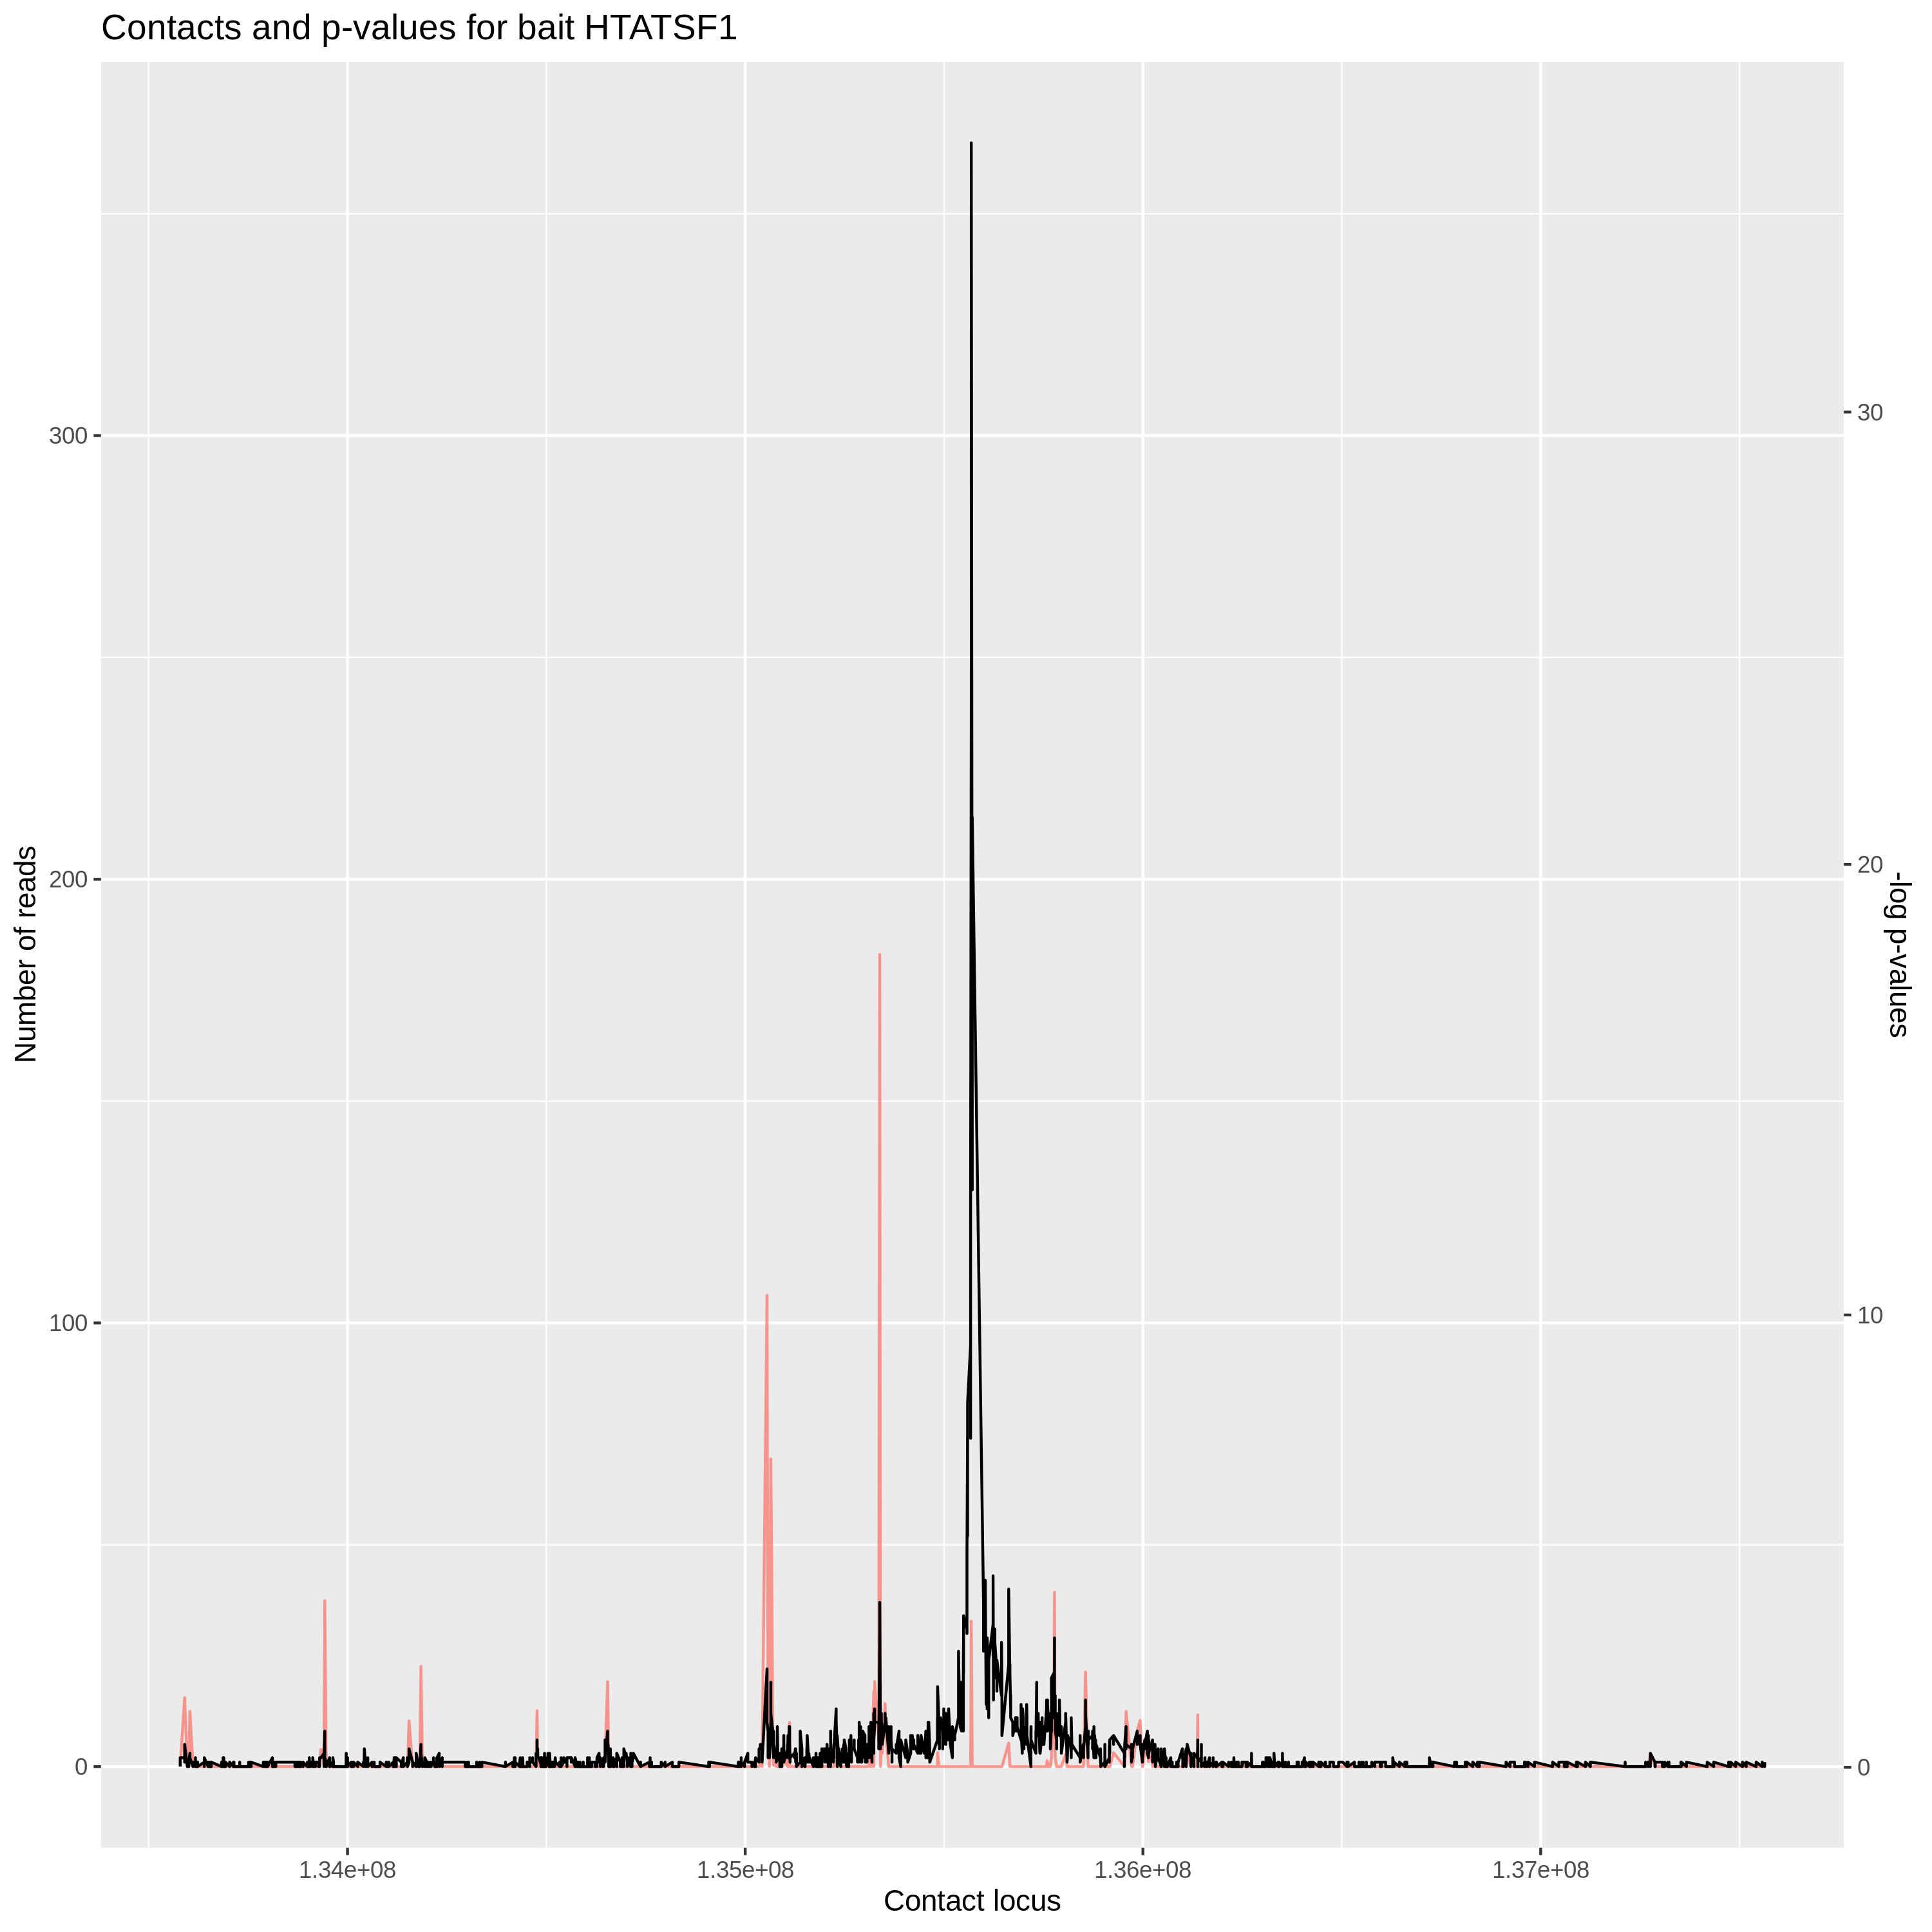 Contacts and p-values for bait HTATSF1
Number of reads
300
200
100
0
30
20
10
0
-log p-values
1.34e+08 1.35e+08 1.36e+08 1.37e+08
Contact locus